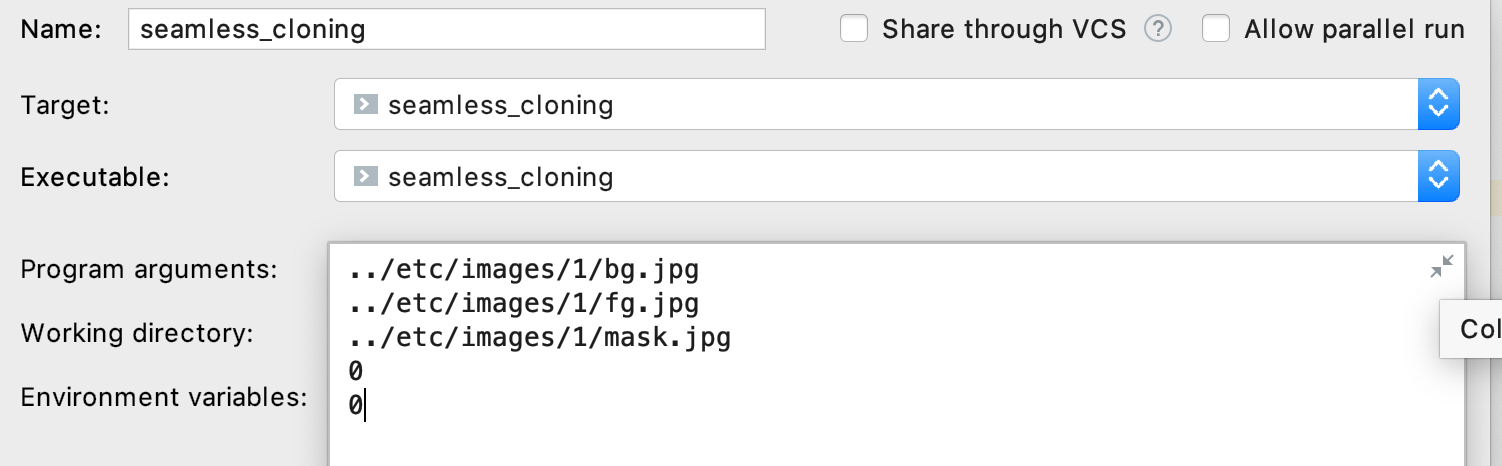 Name: seamless_cloning Share through VCS ? Allow parallel run
Target: seamless_cloning
Executable: seamless_cloning
Program arguments: ../etc/images/1/bg.jpg
../etc/images/1/fg.jpg
Working directory: ../etc/images/1/mask.jpg
0
Environment variables: 0
Col